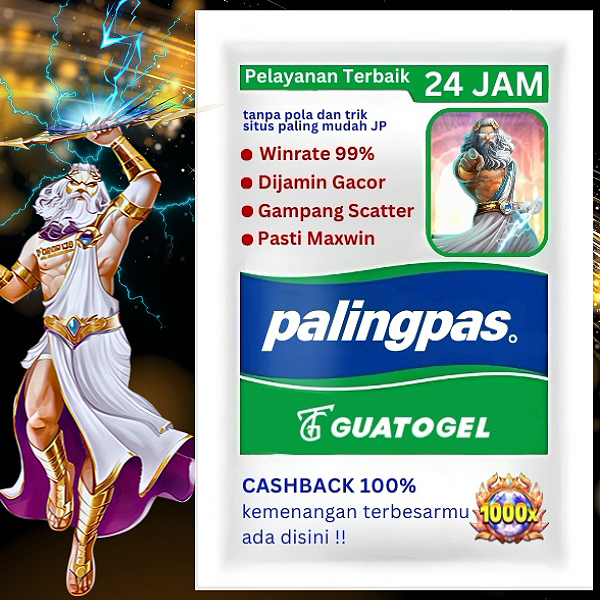 Pelayanan Terbaik 24 JAM
tanpa pola dan trik
situs paling mudah JP
Winrate 99%
Dijamin Gacor
Gampang Scatter
Pasti Maxwin
palingpas.
GUATOGEL
CASHBACK 100%
kemenangan terbesarmu
1000x
ada disini !!